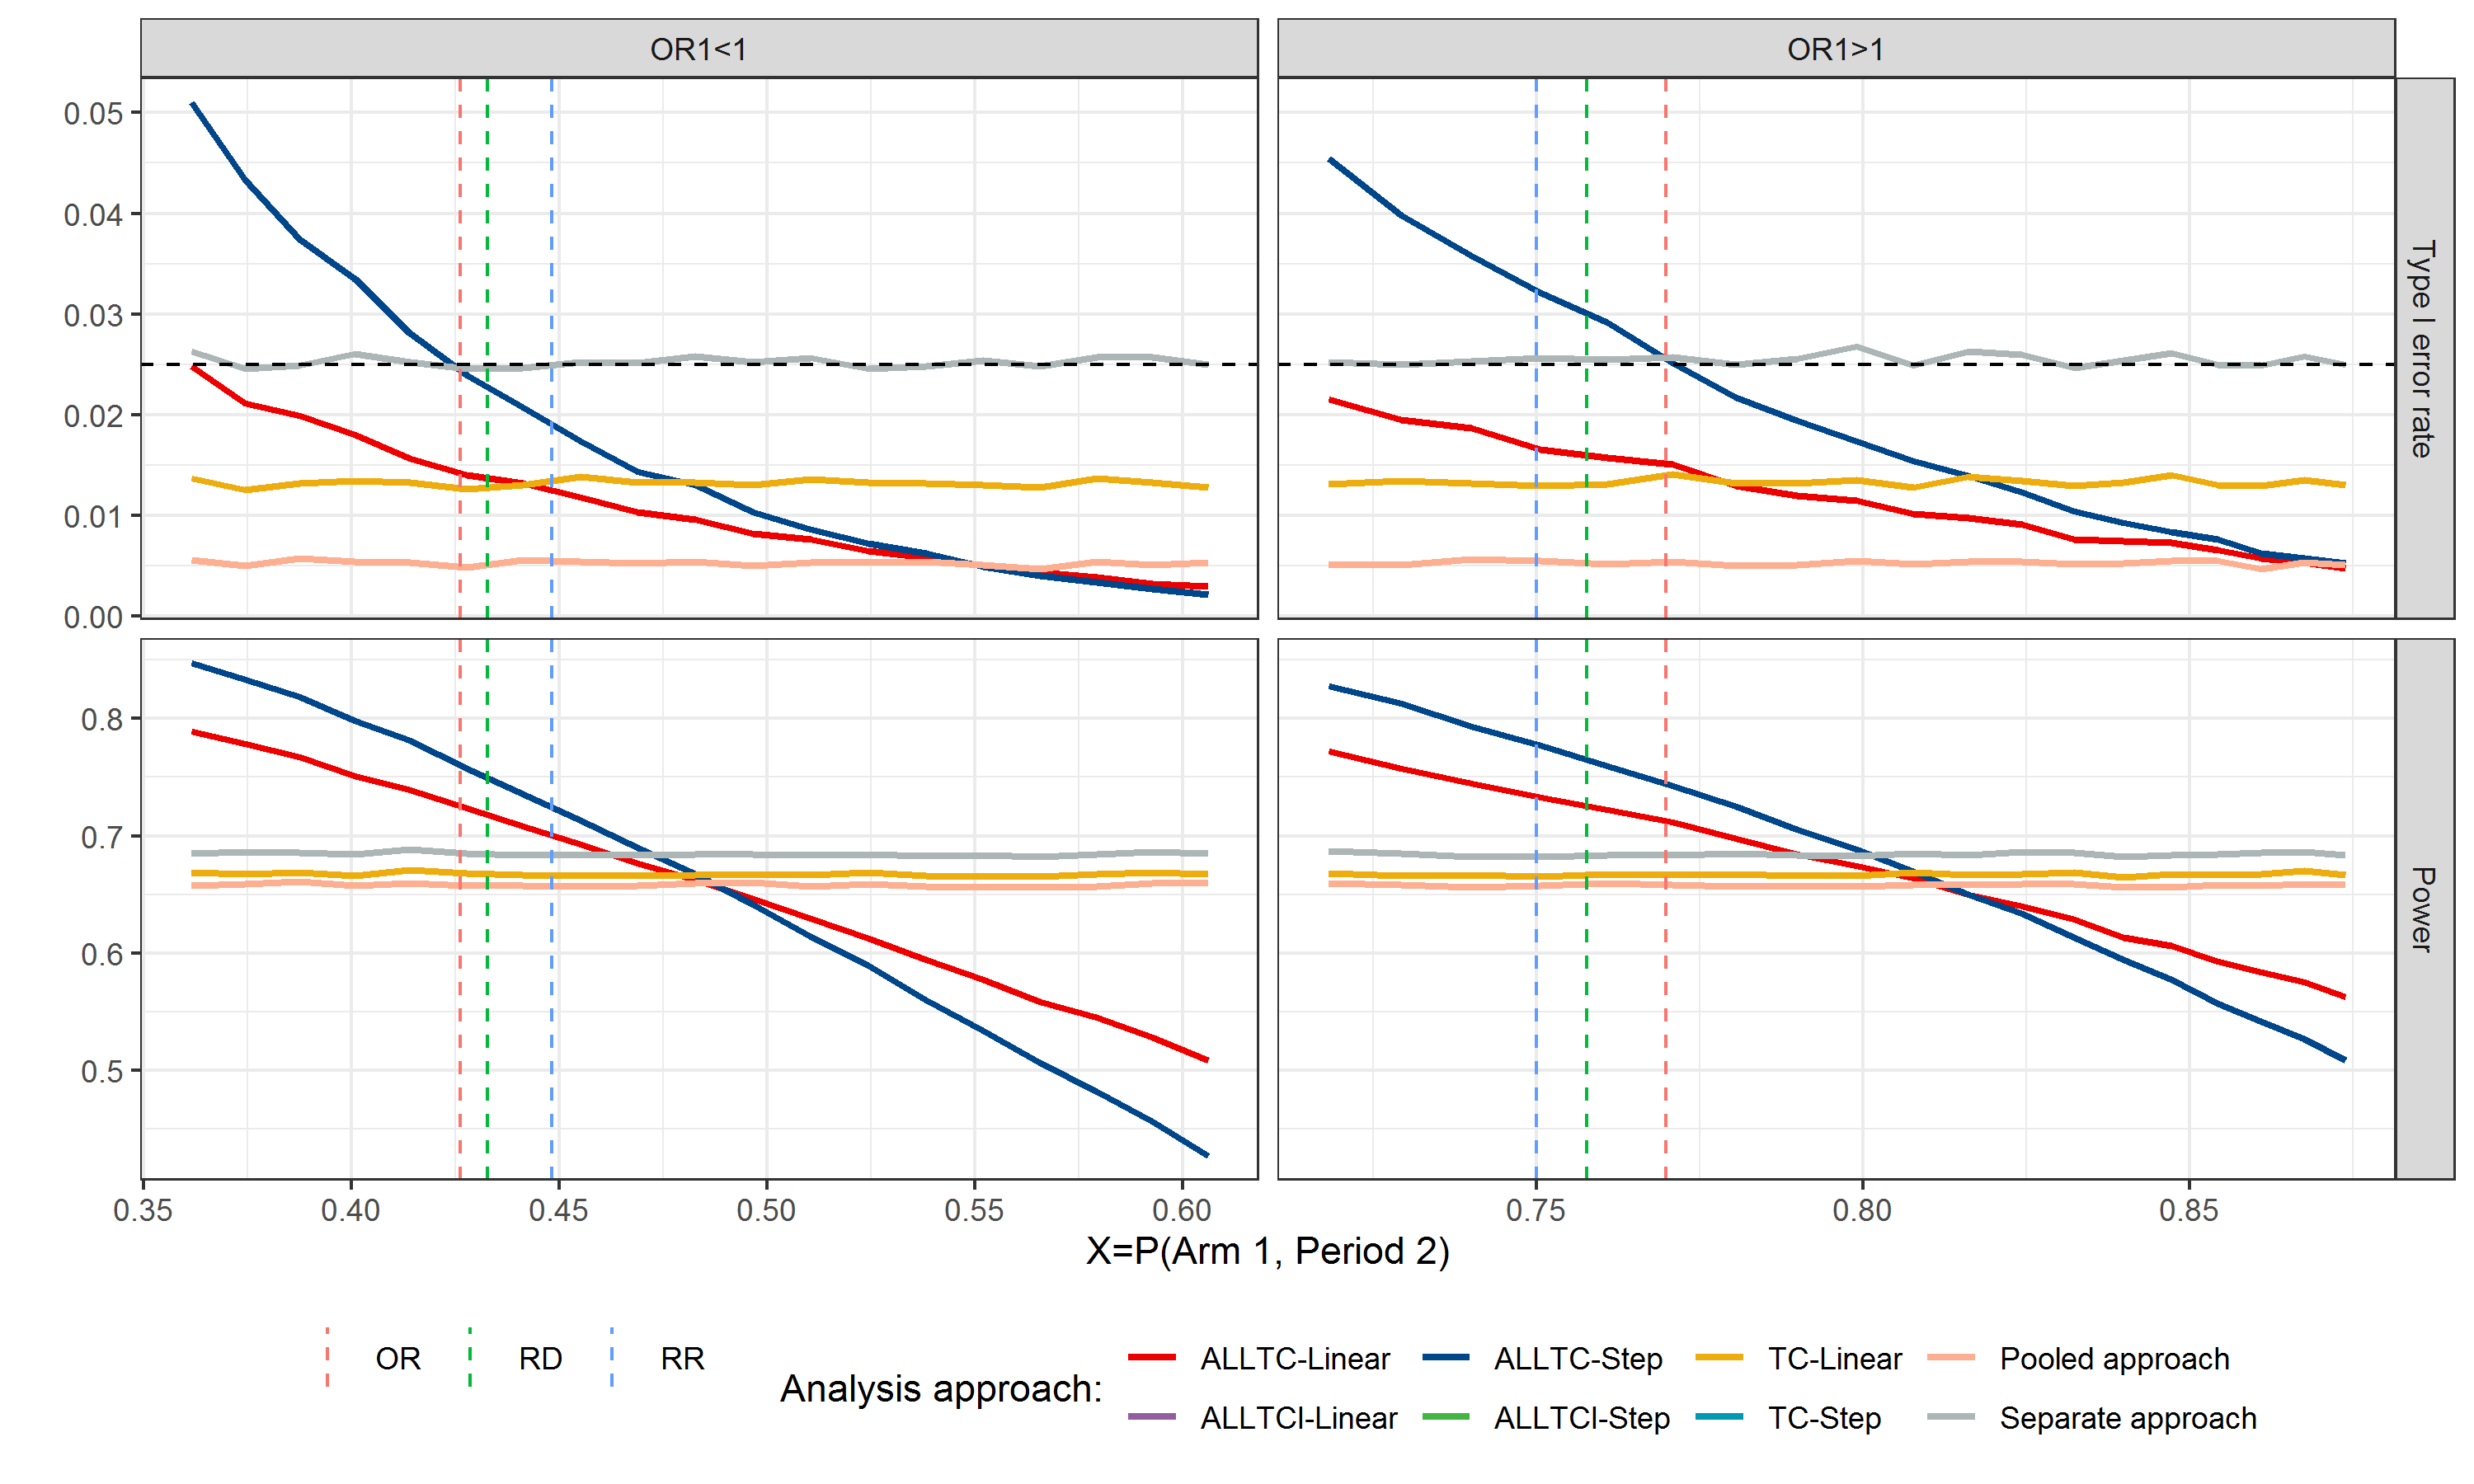 OR1<1
OR1>1
0.05
0.04
0.03
0.02
0.01
0.00
Type I error rate
0.8
0.7
0.6
0.5
Power
0.35 0.40 0.45 0.50 0.55 0.60 0.75 0.80 0.85
X=P(Arm 1, Period 2)
OR RD RR
Analysis approach:
ALLTC-Linear ALLTC-Step TC-Linear Pooled approach
ALLTCI-Linear ALLTCI-Step TC-Step Separate approach